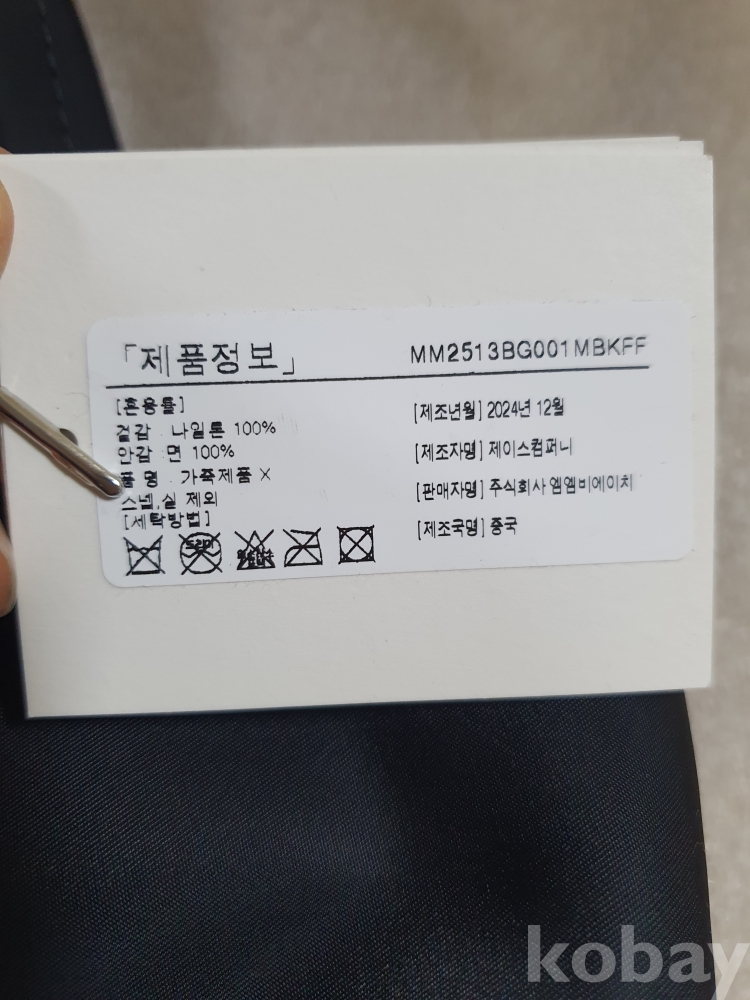 「제품정보」 MM2513BG001MBKFF
[혼용률]
겉감 나일론 100%
안감 면 100%
품 명 가죽제품 X
스넬,실 제외
[세탁방법]
[제조년월] 2024년 12월
[제조자명] 제이스컴퍼니
[판매자명] 주식회사 엠엠비에이치
[제조국명] 중국
kobay